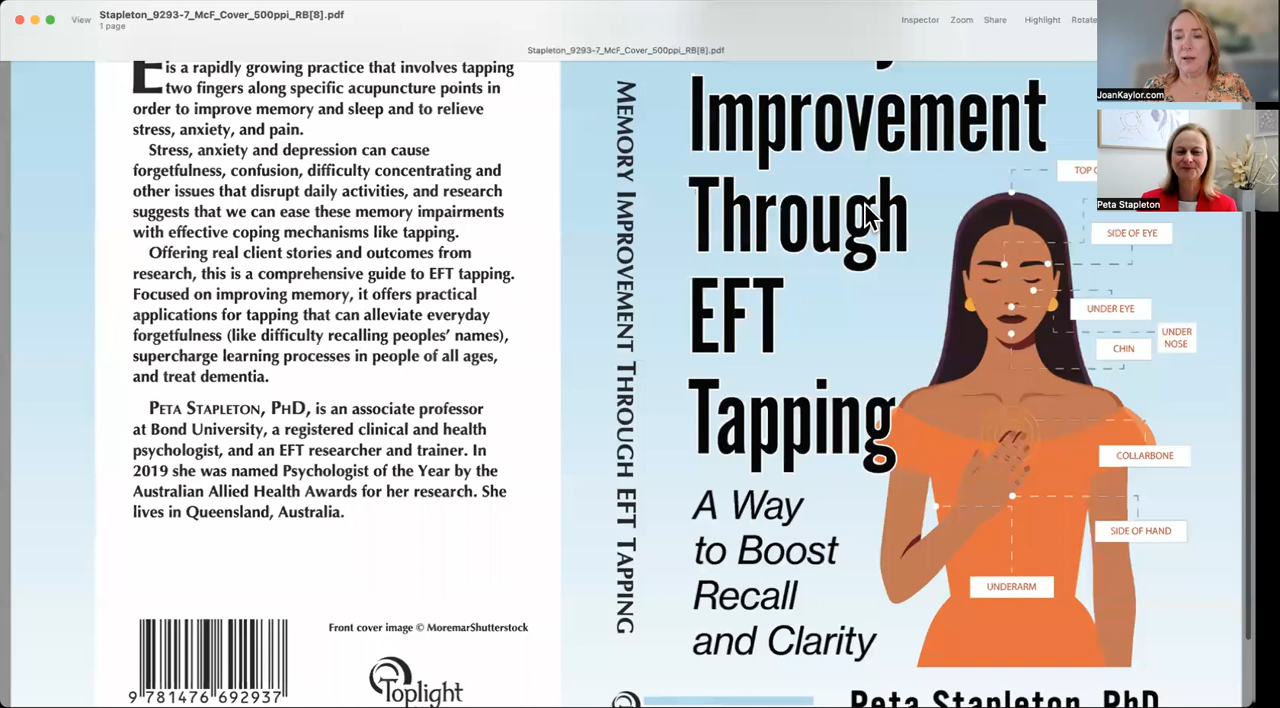 View
Stapleton_9293-7_McF_Cover_500ppi_RB[8].pdf
1 page
Inspector
Zoom
Share
Highlight
Rotate
Stapleton_9293-7_McF_Cover_500ppi_RB[8].pdf
E is a rapidly growing practice that involves tapping
two fingers along specific acupuncture points in
order to improve memory and sleep and to relieve
stress, anxiety, and pain.
Stress, anxiety and depression can cause
forgetfulness, confusion, difficulty concentrating and
other issues that disrupt daily activities, and research
suggests that we can ease these memory impairments
with effective coping mechanisms like tapping.
Offering real client stories and outcomes from
research, this is a comprehensive guide to EFT tapping.
Focused on improving memory, it offers practical
applications for tapping that can alleviate everyday
forgetfulness (like difficulty recalling peoples' names),
supercharge learning processes in people of all ages,
and treat dementia.
PETA STAPLETON, PHD, is an associate professor
at Bond University, a registered clinical and health
psychologist, and an EFT researcher and trainer. In
2019 she was named Psychologist of the Year by the
Australian Allied Health Awards for her research. She
lives in Queensland, Australia.
Front cover image © MoremarShutterstock
9 781476 692937
Toplight
MEMORY IMPROVEMENT THROUGH EFT TAPPING
Improvement
Through
EFT
Tapping
A Way
to Boost
Recall
and Clarity
Peta Stapleton, PhD
TOP
SIDE OF EYE
UNDER EYE
UNDER
NOSE
CHIN
COLLARBONE
SIDE OF HAND
UNDERARM
JoanKaylor.com
Peta Stapleton